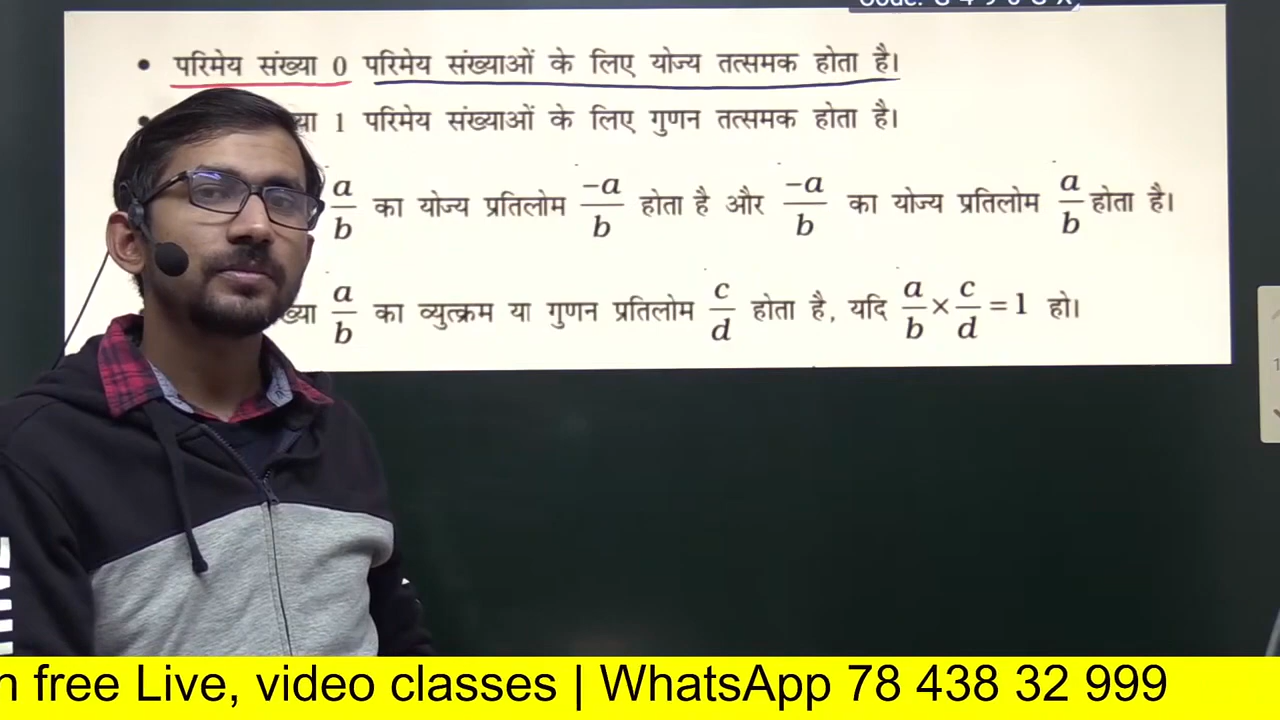 • परिमेय संख्या 0 परिमेय संख्याओं के लिए योज्य तत्समक होता है।
1 परिमेय संख्याओं के लिए गुणन तत्समक होता है।
a/b का योज्य प्रतिलोम -a/b होता है और -a/b का योज्य प्रतिलोम a/b होता है।
a/b का व्युत्क्रम या गुणन प्रतिलोम c/d होता है, यदि a/b × c/d = 1 हो।
free Live, video classes | WhatsApp 78 438 32 999